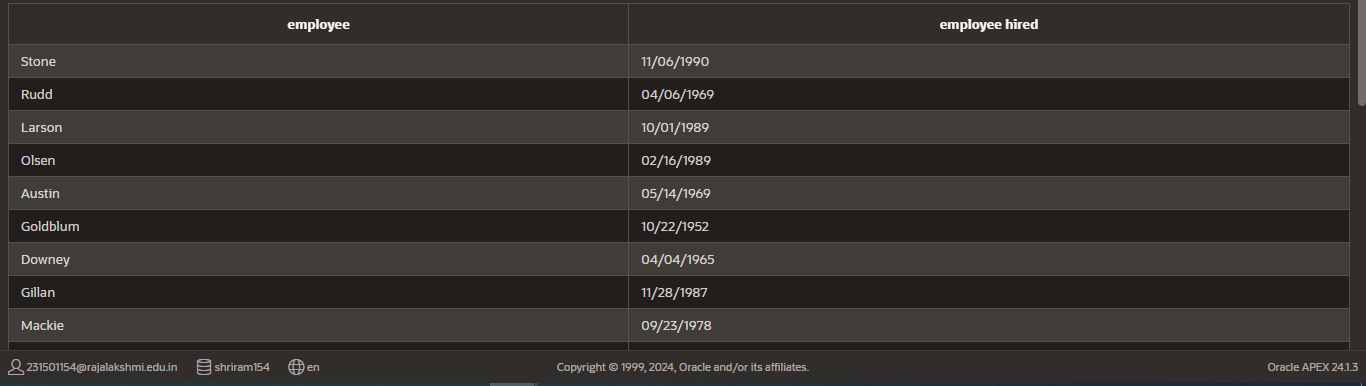 employee employee hired
Stone 11/06/1990
Rudd 04/06/1969
Larson 10/01/1989
Olsen 02/16/1989
Austin 05/14/1969
Goldblum 10/22/1952
Downey 04/04/1965
Gillan 11/28/1987
Mackie 09/23/1978
231501154@rajalakshmi.edu.in shriram154 en Copyright © 1999, 2024, Oracle and/or its affiliates. Oracle APEX 24.1.3